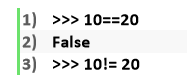 1) >>> 10==20
2) False
3) >>> 10!= 20